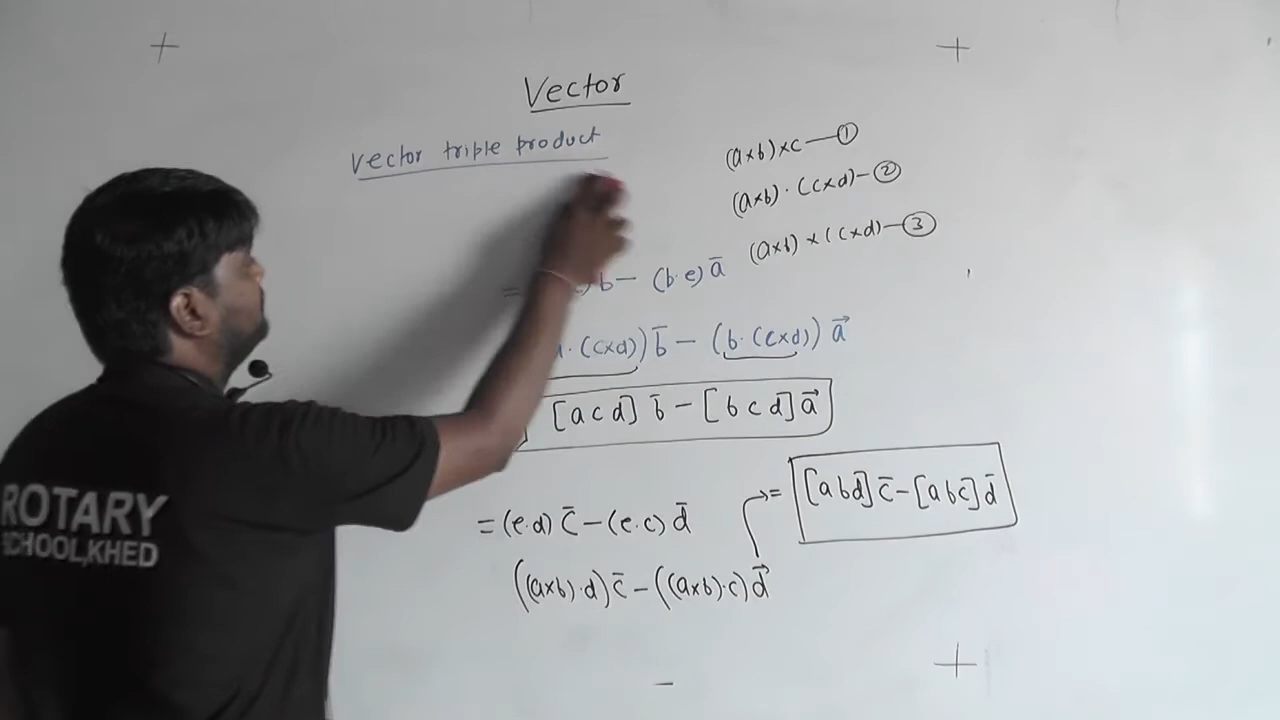 Vector
Vector triple product
(a×b)×c—①
(a×b)·(c×d)—②
(a×b)×(c×d)—③
= b̄ — (b·e) ā
·(c×d)) b̄ — (b·(c×d)) a⃗
[a c d] b̄ — [b c d] a⃗
= [a b d] c̄ — [a b c] d̄
= (e·d) c̄ — (e·c) d̄
((a×b)·d) c̄ — ((a×b)·c) d⃗
ROTARY
SCHOOL,KHED